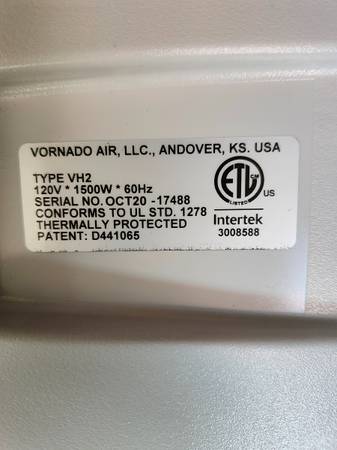 VORNADO AIR, LLC., ANDOVER, KS. USA
TYPE VH2
120V * 1500W * 60Hz
SERIAL NO. OCT20 -17488
CONFORMS TO UL STD. 1278
THERMALLY PROTECTED
PATENT: D441065
ETL
CM
LISTED
US
Intertek
3008588